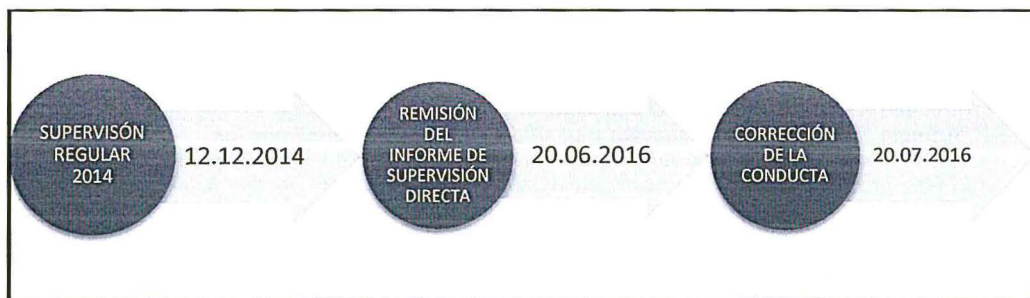 SUPERVISÓN
REGULAR
2014
12.12.2014
REMISIÓN
DEL
INFORME DE
SUPERVISIÓN
DIRECTA
20.06.2016
CORRECCIÓN
DE LA
CONDUCTA
20.07.2016